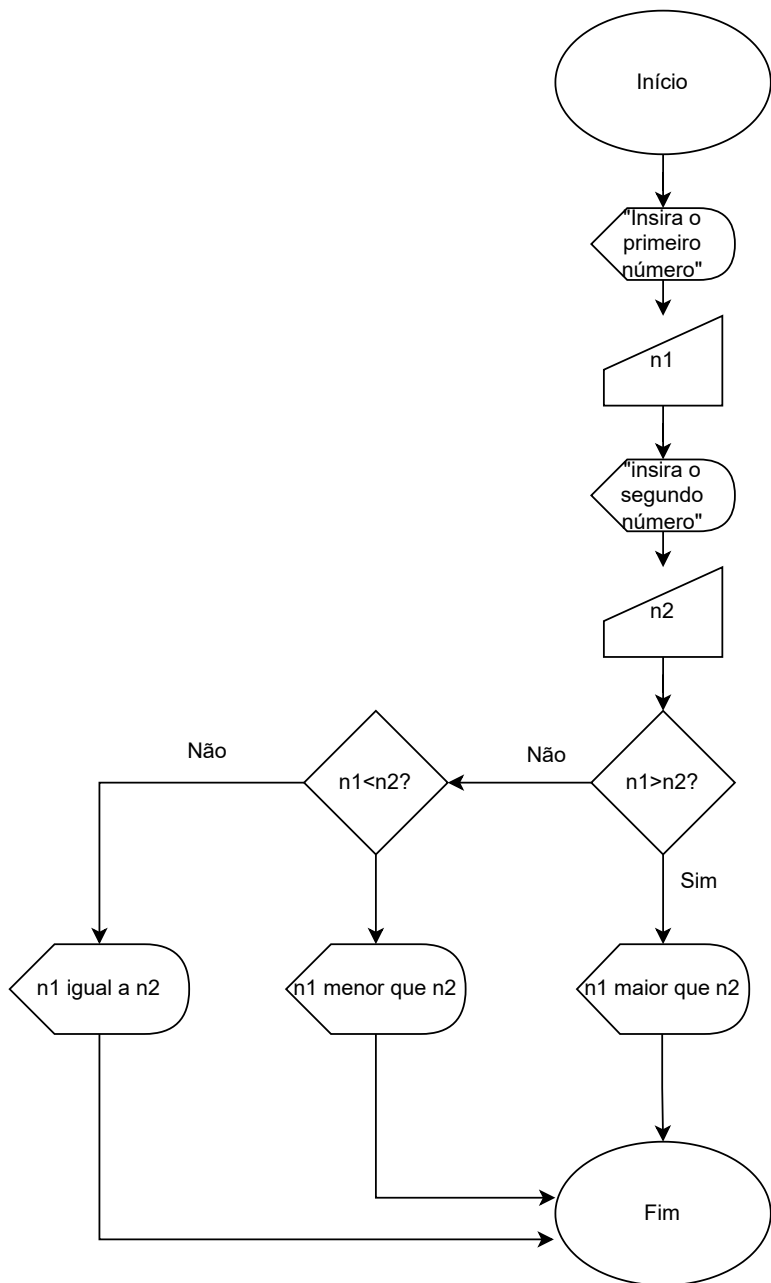 Início
"Insira o
primeiro
número"
n1
"insira o
segundo
número"
n2
n1>n2?
Não
n1<n2?
Não
Sim
n1 igual a n2
n1 menor que n2
n1 maior que n2
Fim